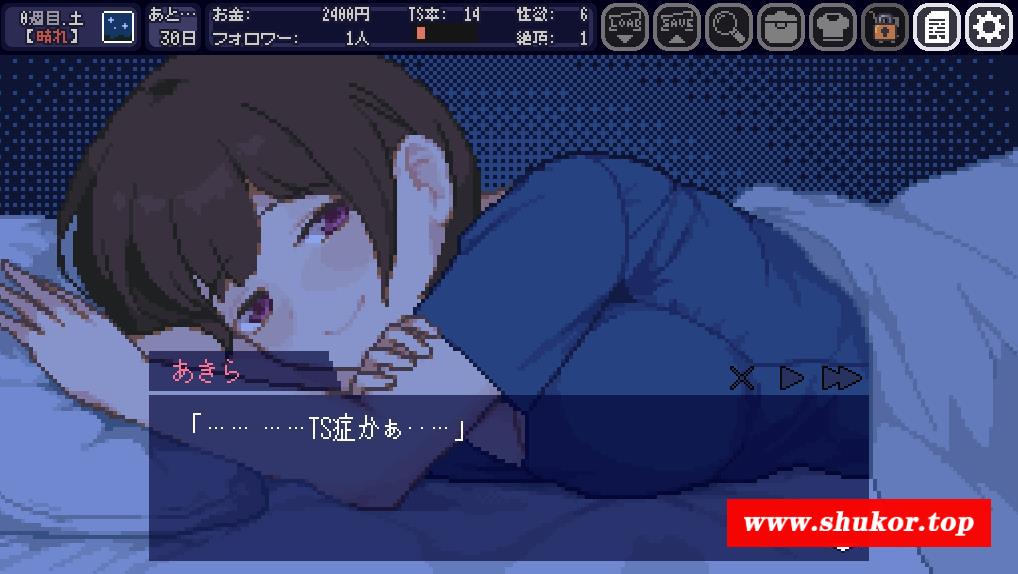 0週目.土
【晴れ】
あと…
30日
お金: 2400円
フォロワー: 1人
TS率: 14
性欲: 6
絶頂: 1
LOAD
SAVE
あきら
「…… ……TS症かぁ‥‥」
www.shukor.top